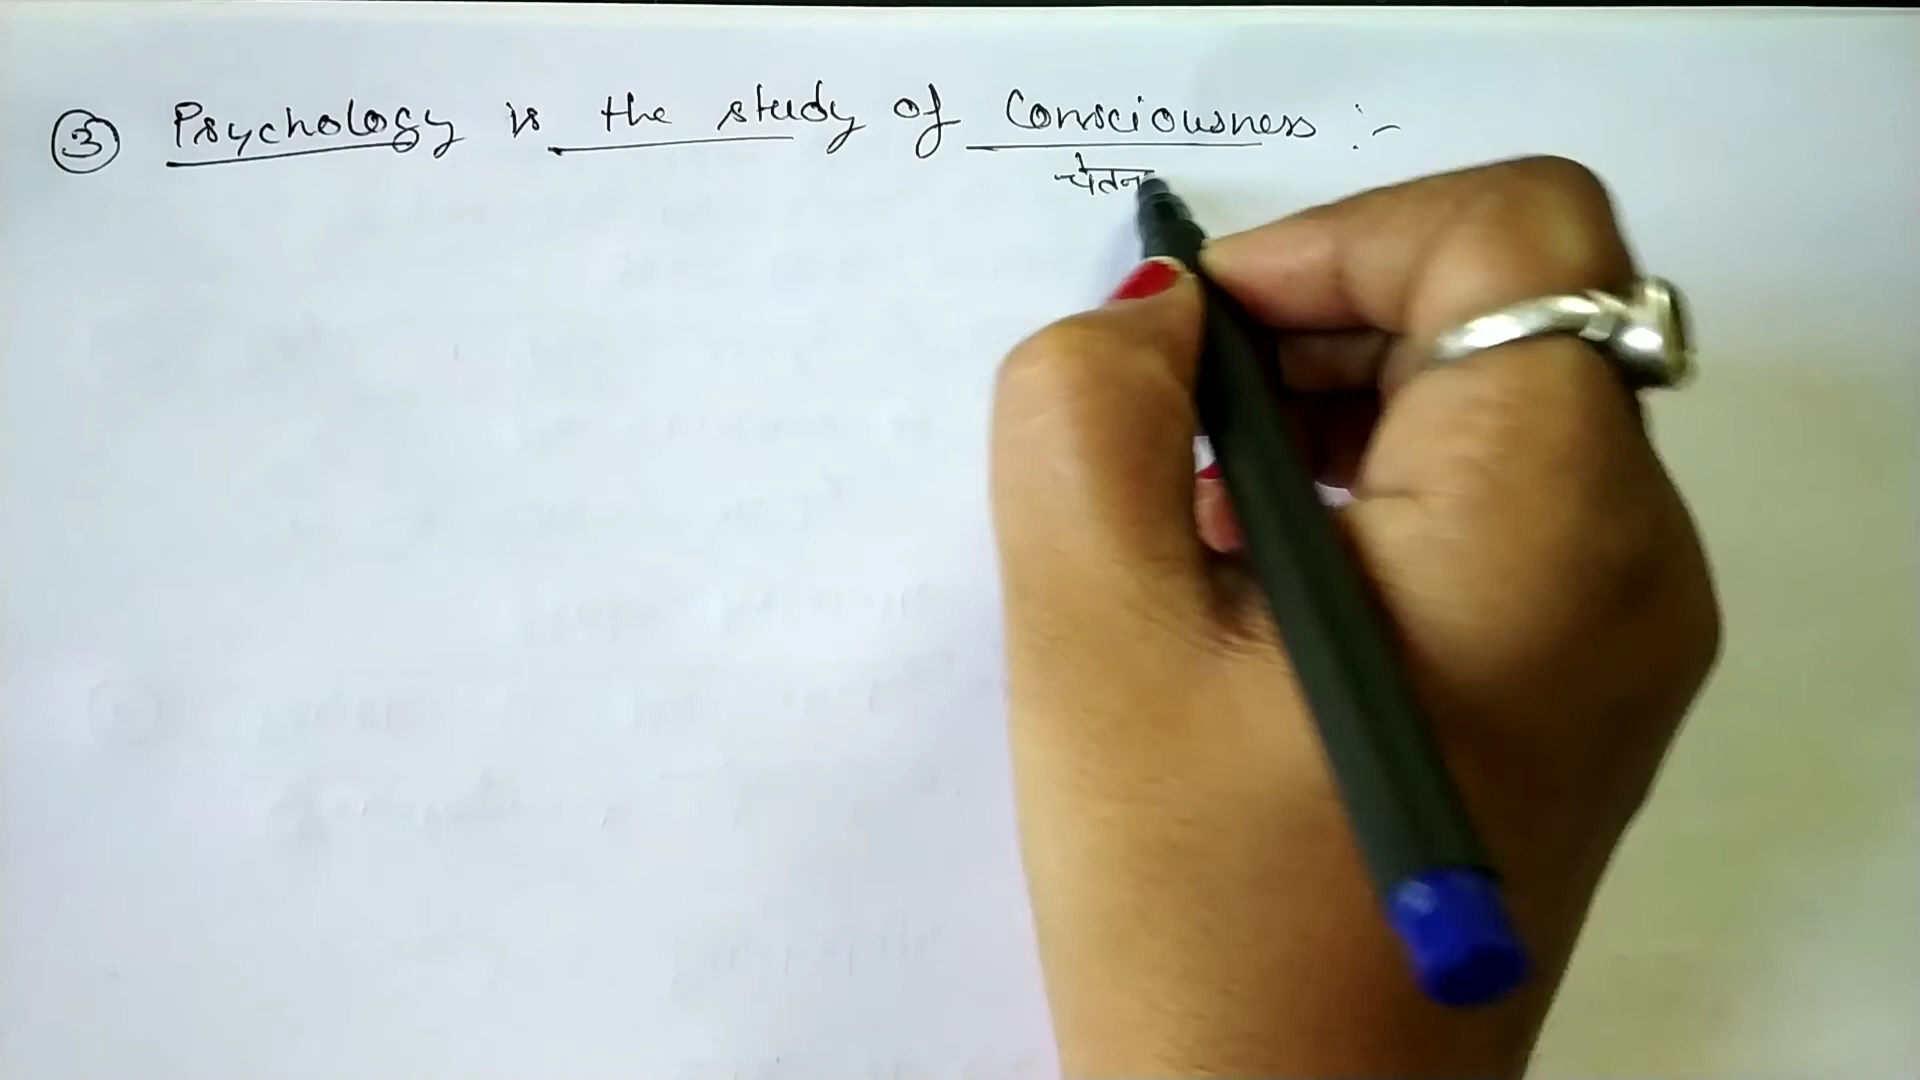 ③ Psychology is the study of Consciousness :-
चेतन